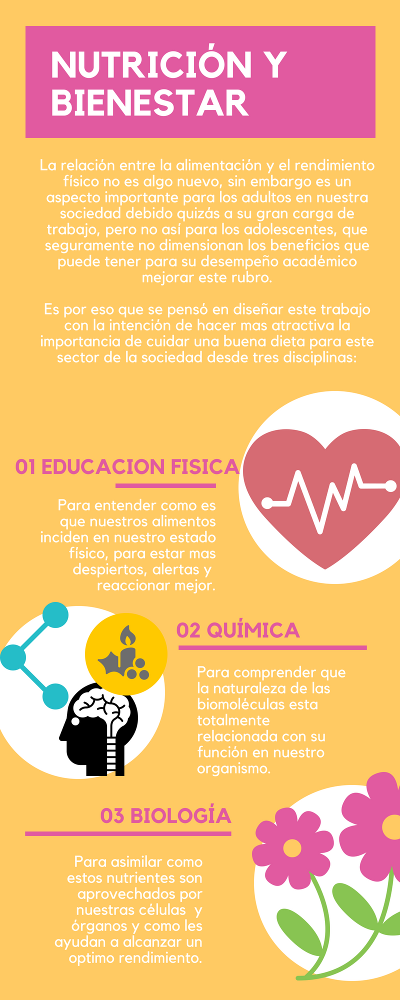 NUTRICIÓN Y
BIENESTAR
La relación entre la alimentación y el rendimiento
físico no es algo nuevo, sin embargo es un
aspecto importante para los adultos en nuestra
sociedad debido quizás a su gran carga de
trabajo, pero no así para los adolescentes, que
seguramente no dimensionan los beneficios que
puede tener para su desempeño académico
mejorar este rubro.
Es por eso que se pensó en diseñar este trabajo
con la intención de hacer mas atractiva la
importancia de cuidar una buena dieta para este
sector de la sociedad desde tres disciplinas:
01 EDUCACION FISICA
Para entender como es
que nuestros alimentos
inciden en nuestro estado
físico, para estar mas
despiertos, alertas y
reaccionar mejor.
02 QUÍMICA
Para comprender que
la naturaleza de las
biomoléculas esta
totalmente
relacionada con su
función en nuestro
organismo.
03 BIOLOGÍA
Para asimilar como
estos nutrientes son
aprovechados por
nuestras células y
órganos y como les
ayudan a alcanzar un
optimo rendimiento.